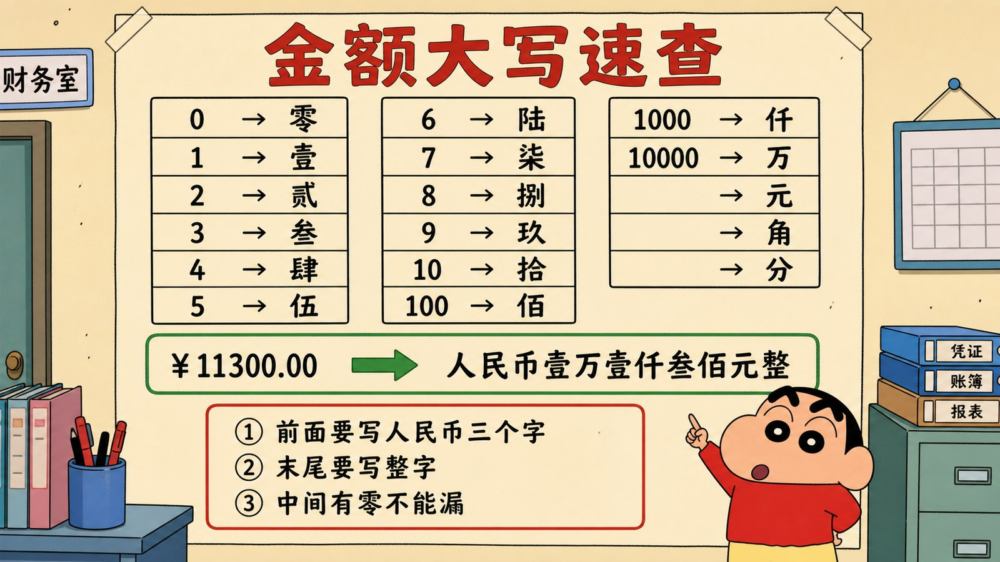 金额大写速查
财务室
0 → 零
1 → 壹
2 → 贰
3 → 叁
4 → 肆
5 → 伍
6 → 陆
7 → 柒
8 → 捌
9 → 玖
10 → 拾
100 → 佰
1000 → 仟
10000 → 万
→ 元
→ 角
→ 分
¥11300.00 → 人民币壹万壹仟叁佰元整
① 前面要写人民币三个字
② 末尾要写整字
③ 中间有零不能漏
凭证
账簿
报表